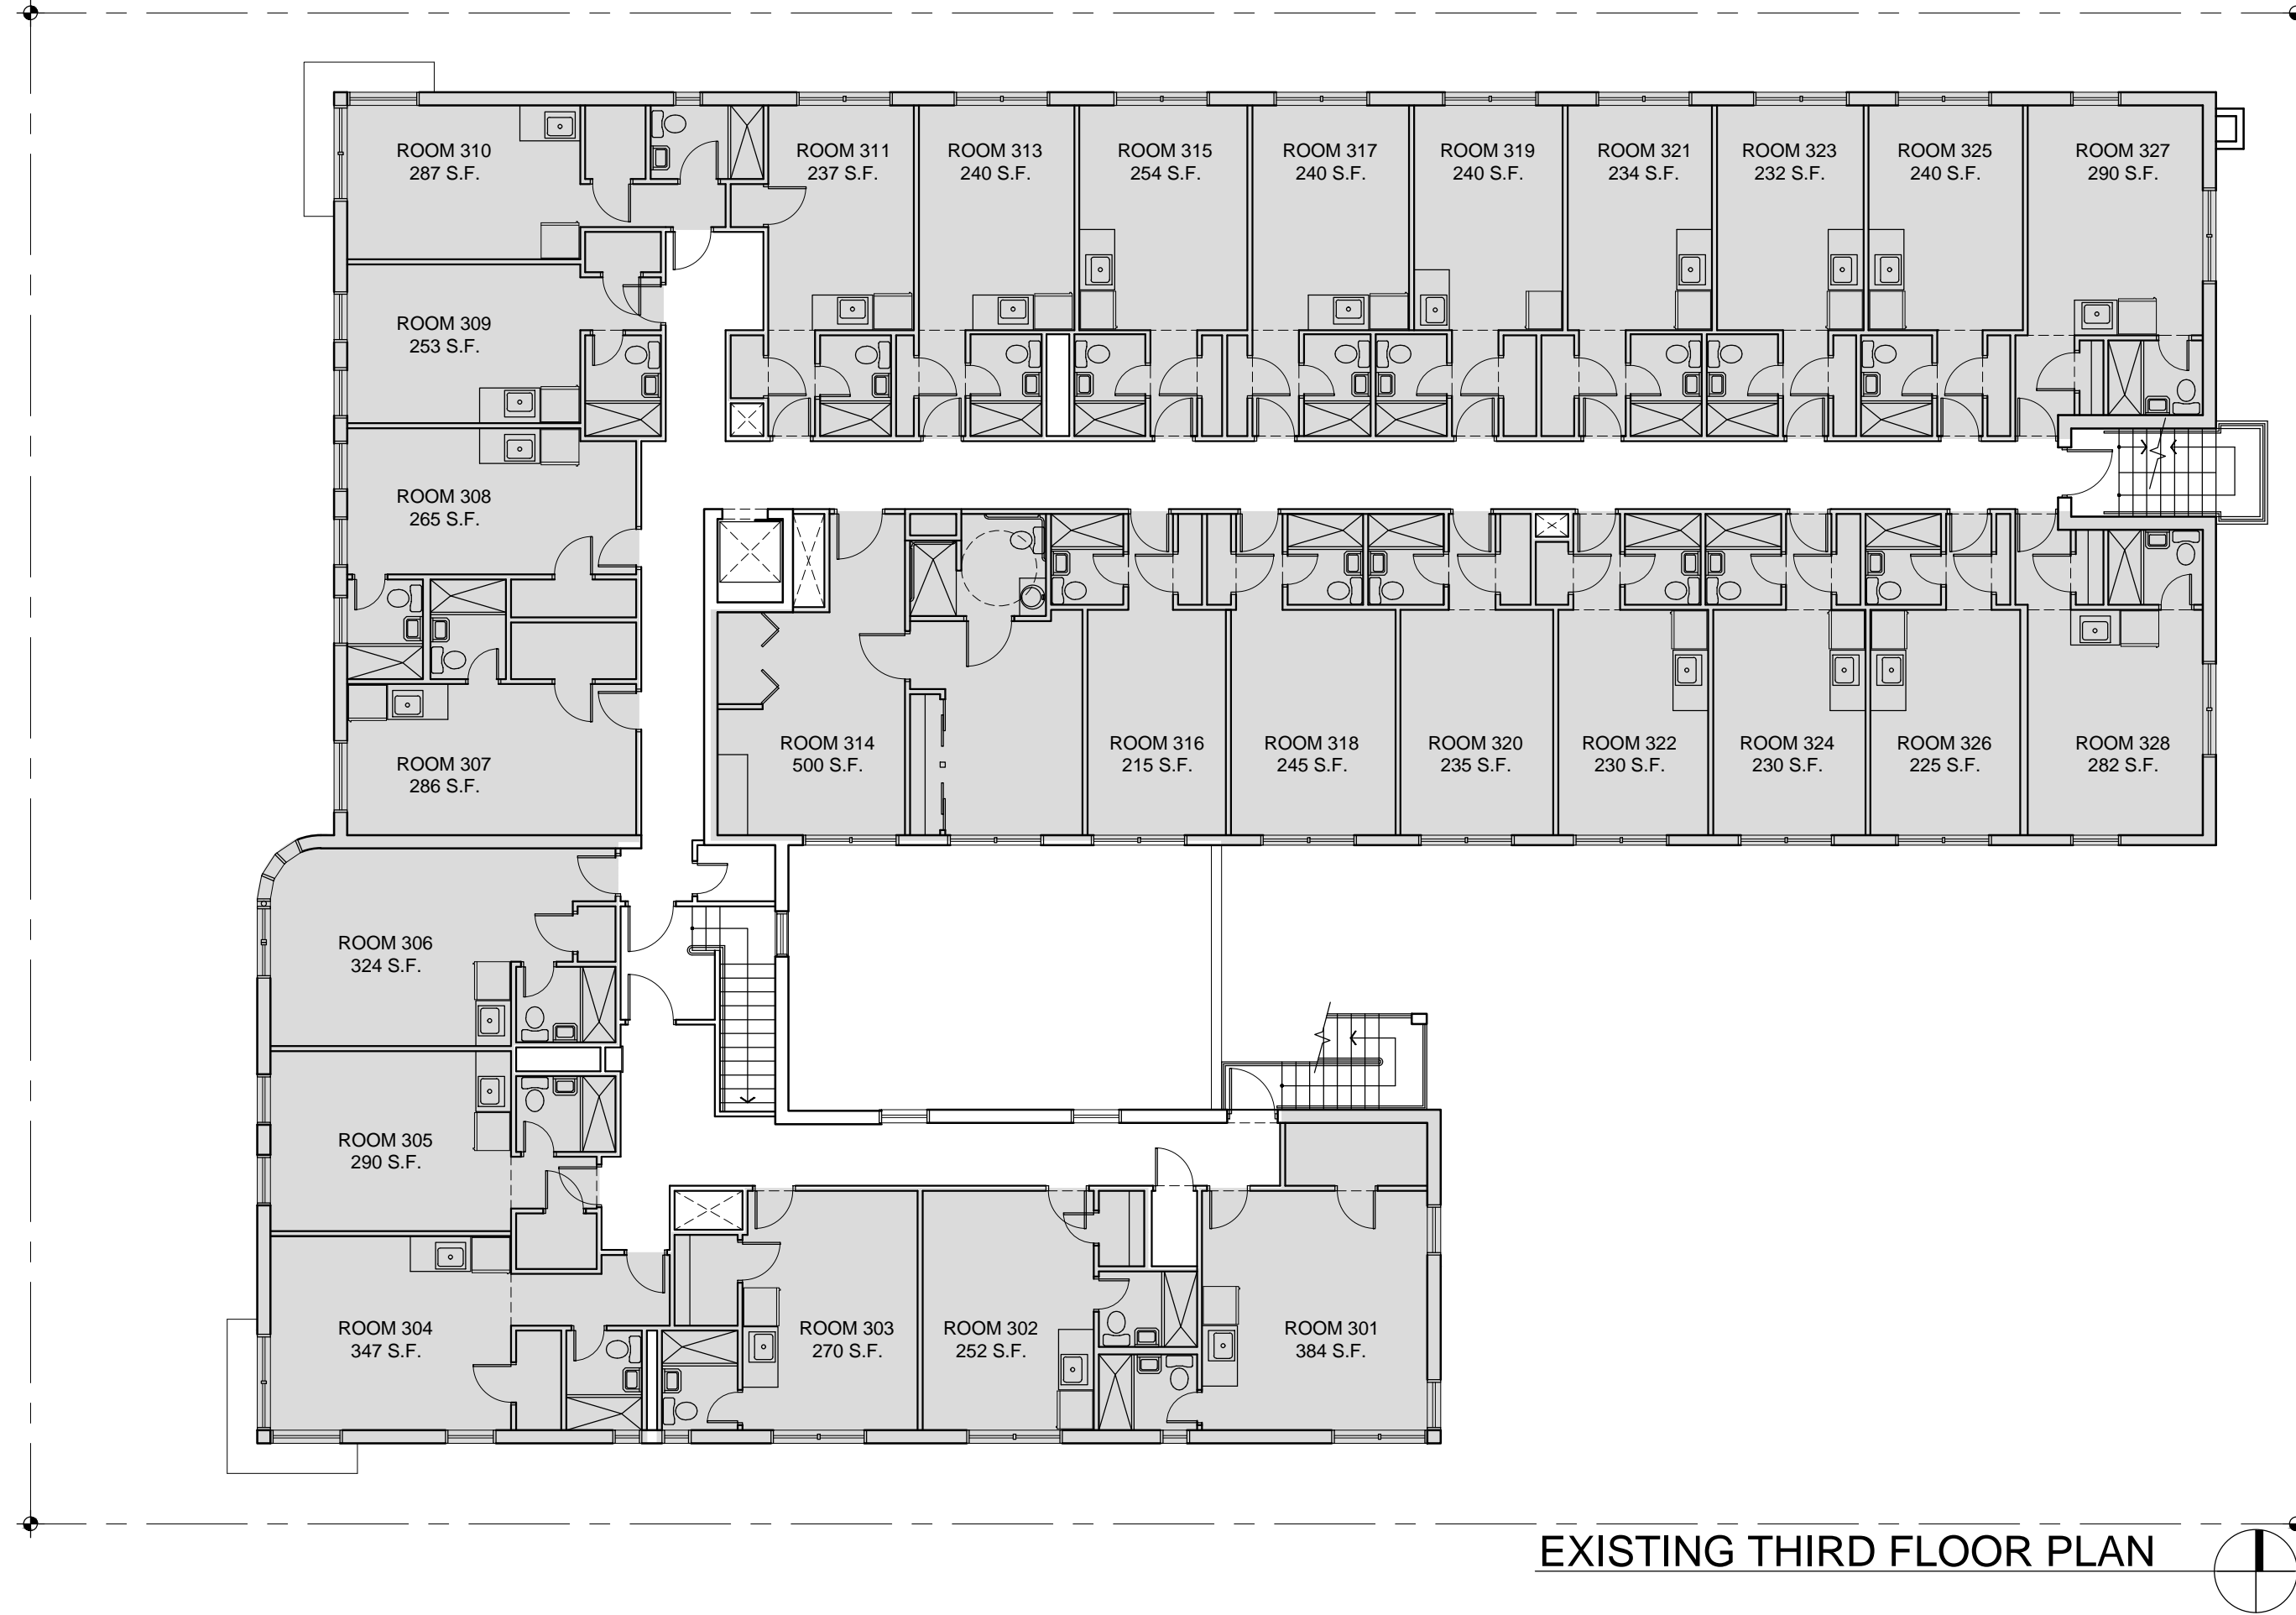 ROOM 310
287 S.F.
ROOM 311
237 S.F.
ROOM 313
240 S.F.
ROOM 315
254 S.F.
ROOM 317
240 S.F.
ROOM 319
240 S.F.
ROOM 321
234 S.F.
ROOM 323
232 S.F.
ROOM 325
240 S.F.
ROOM 327
290 S.F.
ROOM 309
253 S.F.
ROOM 308
265 S.F.
ROOM 307
286 S.F.
ROOM 314
500 S.F.
ROOM 316
215 S.F.
ROOM 318
245 S.F.
ROOM 320
235 S.F.
ROOM 322
230 S.F.
ROOM 324
230 S.F.
ROOM 326
225 S.F.
ROOM 328
282 S.F.
ROOM 306
324 S.F.
ROOM 305
290 S.F.
ROOM 304
347 S.F.
ROOM 303
270 S.F.
ROOM 302
252 S.F.
ROOM 301
384 S.F.
EXISTING THIRD FLOOR PLAN